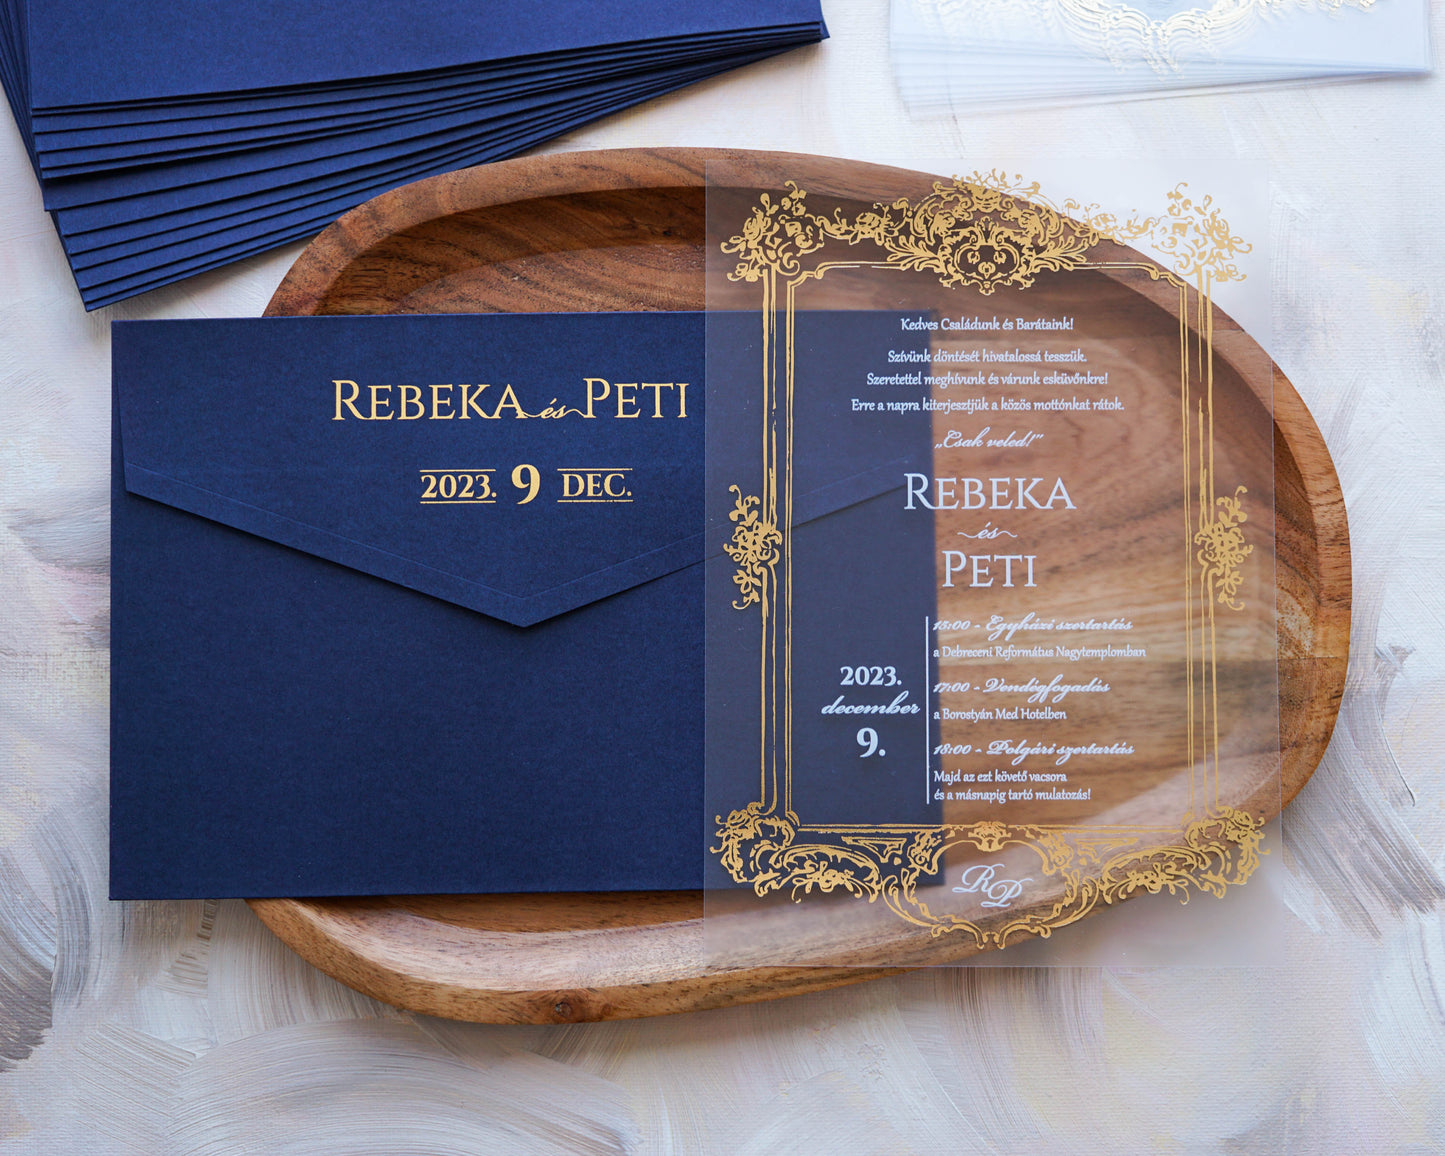 REBEKA és PETI
2023. 9 DEC.
Kedves Családunk és Barátaink!
Szívünk döntését hivatalossá tesszük.
Szeretettel meghívunk és várunk esküvőnkre!
Erre a napra kiterjesztjük a közös mottónkat rátok.
„Csak veled!”
REBEKA
és
PETI
2023.
december
9.
15:00 - Egyházi szertartás
a Debreceni Református Nagytemplomban
17:00 - Vendégfogadás
a Borostyán Med Hotelben
18:00 - Polgári szertartás
Majd az ezt követő vacsora
és a másnapig tartó mulatozás!
RP